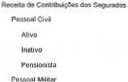 Receita de Contribuições dos Segurados
Pessoal Civil
Ativo
Inativo
Pensionista
Pessoal Militar